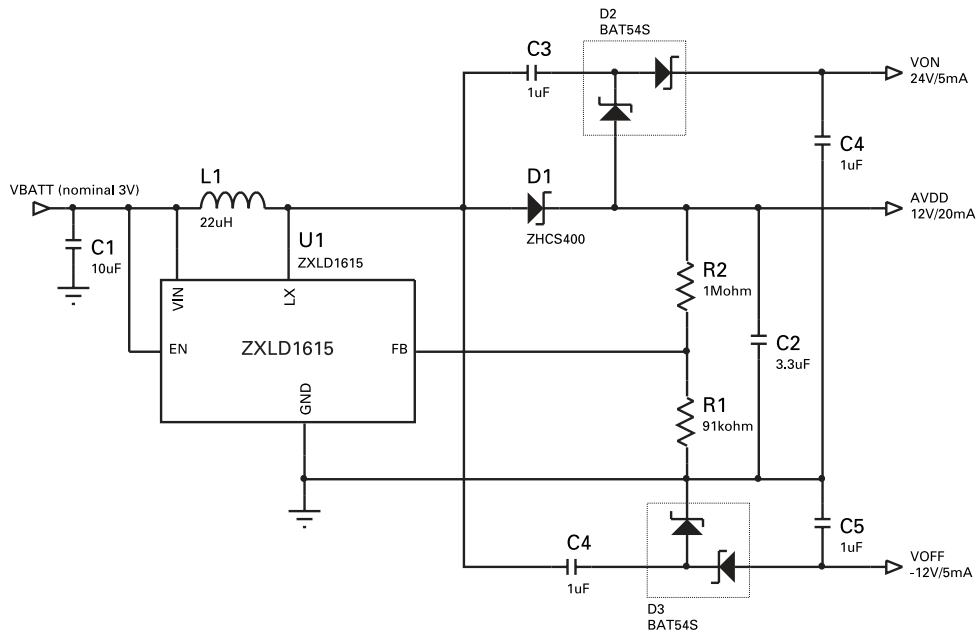 D2
BAT54S
C3
1uF
VON
24V/5mA
C4
1uF
VBATT (nominal 3V)
L1
22uH
D1
ZHCS400
AVDD
12V/20mA
C1
10uF
U1
ZXLD1615
VIN
LX
R2
1Mohm
EN
ZXLD1615
FB
C2
3.3uF
GND
R1
91kohm
C4
1uF
C5
1uF
VOFF
-12V/5mA
D3
BAT54S